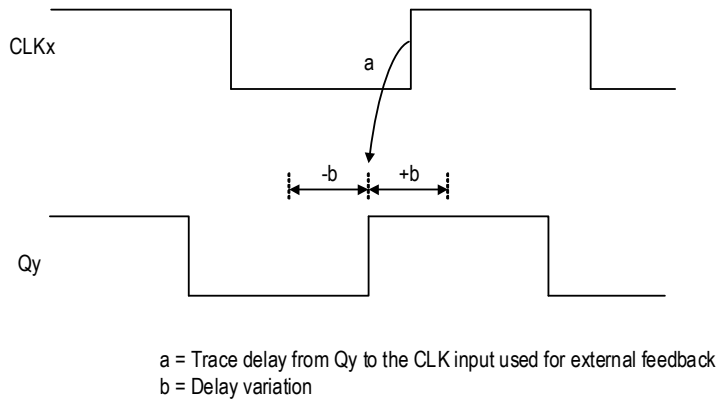 CLKx
a
-b
+b
Qy
a = Trace delay from Qy to the CLK input used for external feedback
b = Delay variation